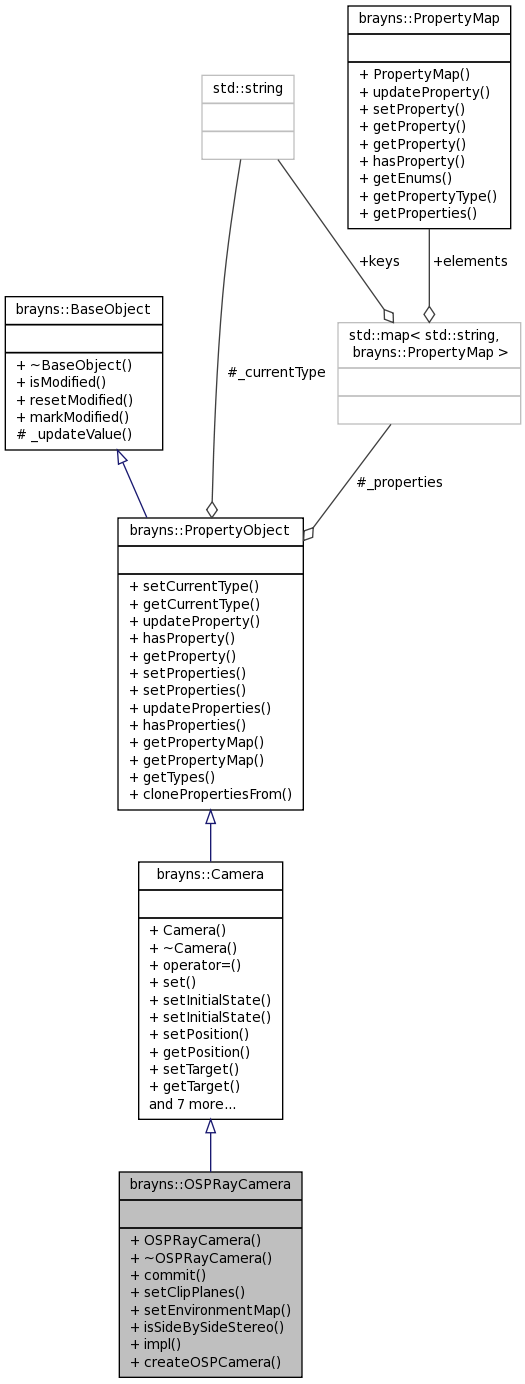 brayns::PropertyMap
+ PropertyMap()
+ updateProperty()
+ setProperty()
+ getProperty()
+ getProperty()
+ hasProperty()
+ getEnums()
+ getPropertyType()
+ getProperties()
std::string
+keys
+elements
brayns::BaseObject
+ ~BaseObject()
+ isModified()
+ resetModified()
+ markModified()
# _updateValue()
std::map< std::string,
brayns::PropertyMap >
#_currentType
#_properties
brayns::PropertyObject
+ setCurrentType()
+ getCurrentType()
+ updateProperty()
+ hasProperty()
+ getProperty()
+ setProperties()
+ setProperties()
+ updateProperties()
+ hasProperties()
+ getPropertyMap()
+ getPropertyMap()
+ getTypes()
+ clonePropertiesFrom()
brayns::Camera
+ Camera()
+ ~Camera()
+ operator=()
+ set()
+ setInitialState()
+ setInitialState()
+ setPosition()
+ getPosition()
+ setTarget()
+ getTarget()
and 7 more...
brayns::OSPRayCamera
+ OSPRayCamera()
+ ~OSPRayCamera()
+ commit()
+ setClipPlanes()
+ setEnvironmentMap()
+ isSideBySideStereo()
+ impl()
+ createOSPCamera()